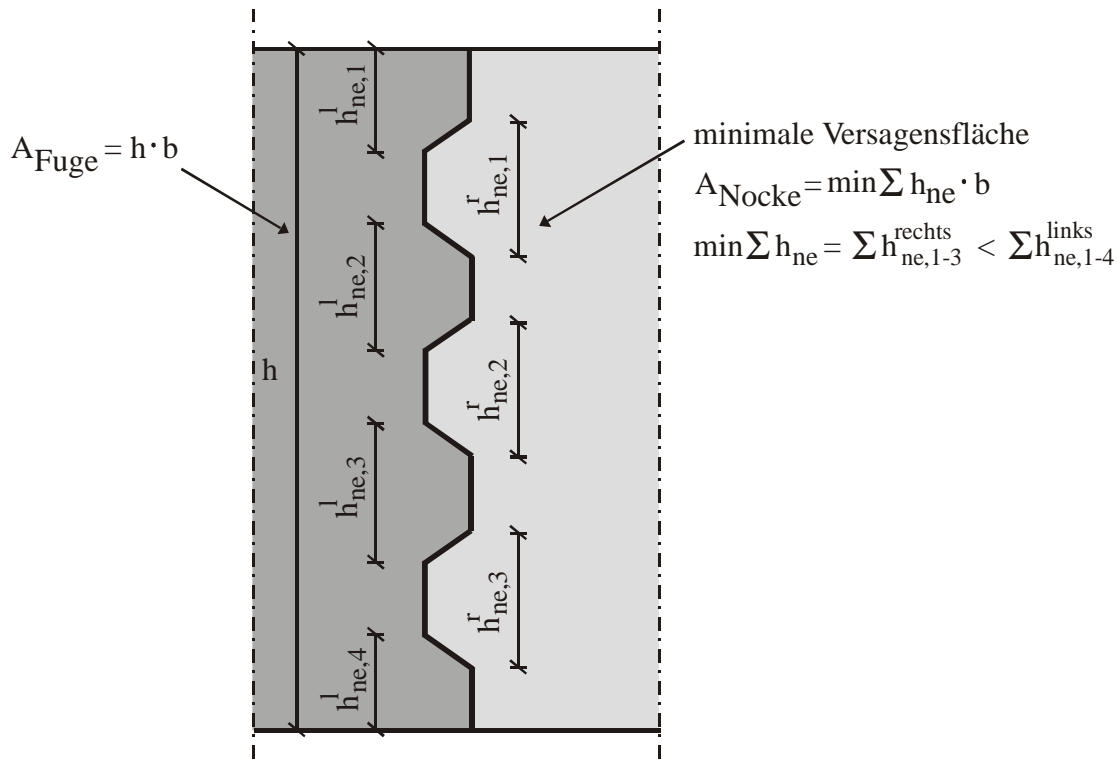 A_Fuge = h · b
h
h^l_ne,1
h^l_ne,2
h^l_ne,3
h^l_ne,4
h^r_ne,1
h^r_ne,2
h^r_ne,3
minimale Versagensfläche
A_Nocke = min Σ h_ne · b
min Σ h_ne = Σ h^rechts_ne,1-3 < Σ h^links_ne,1-4